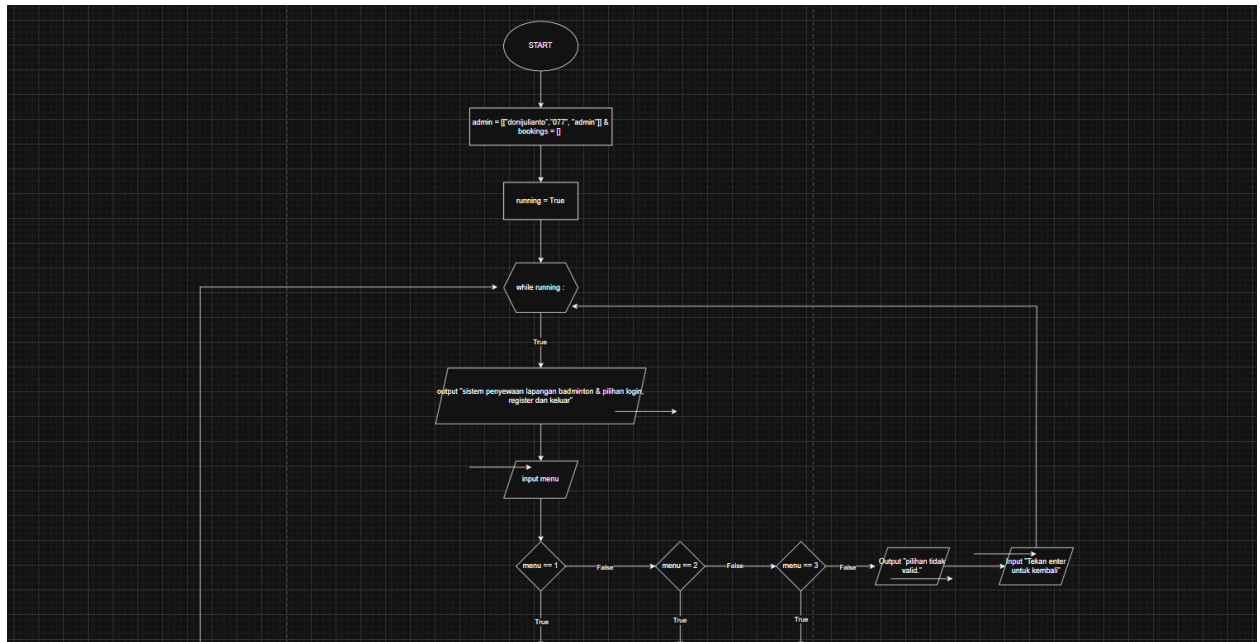 START
admin = [["donijulianto","077", "admin"]] &
bookings = []
running = True
while running :
True
output "sistem penyewaan lapangan badminton & pilihan login,
register dan keluar"
input menu
menu == 1
False
menu == 2
False
menu == 3
False
Output "pilihan tidak
valid."
Input "Tekan enter
untuk kembali"
True
True
True